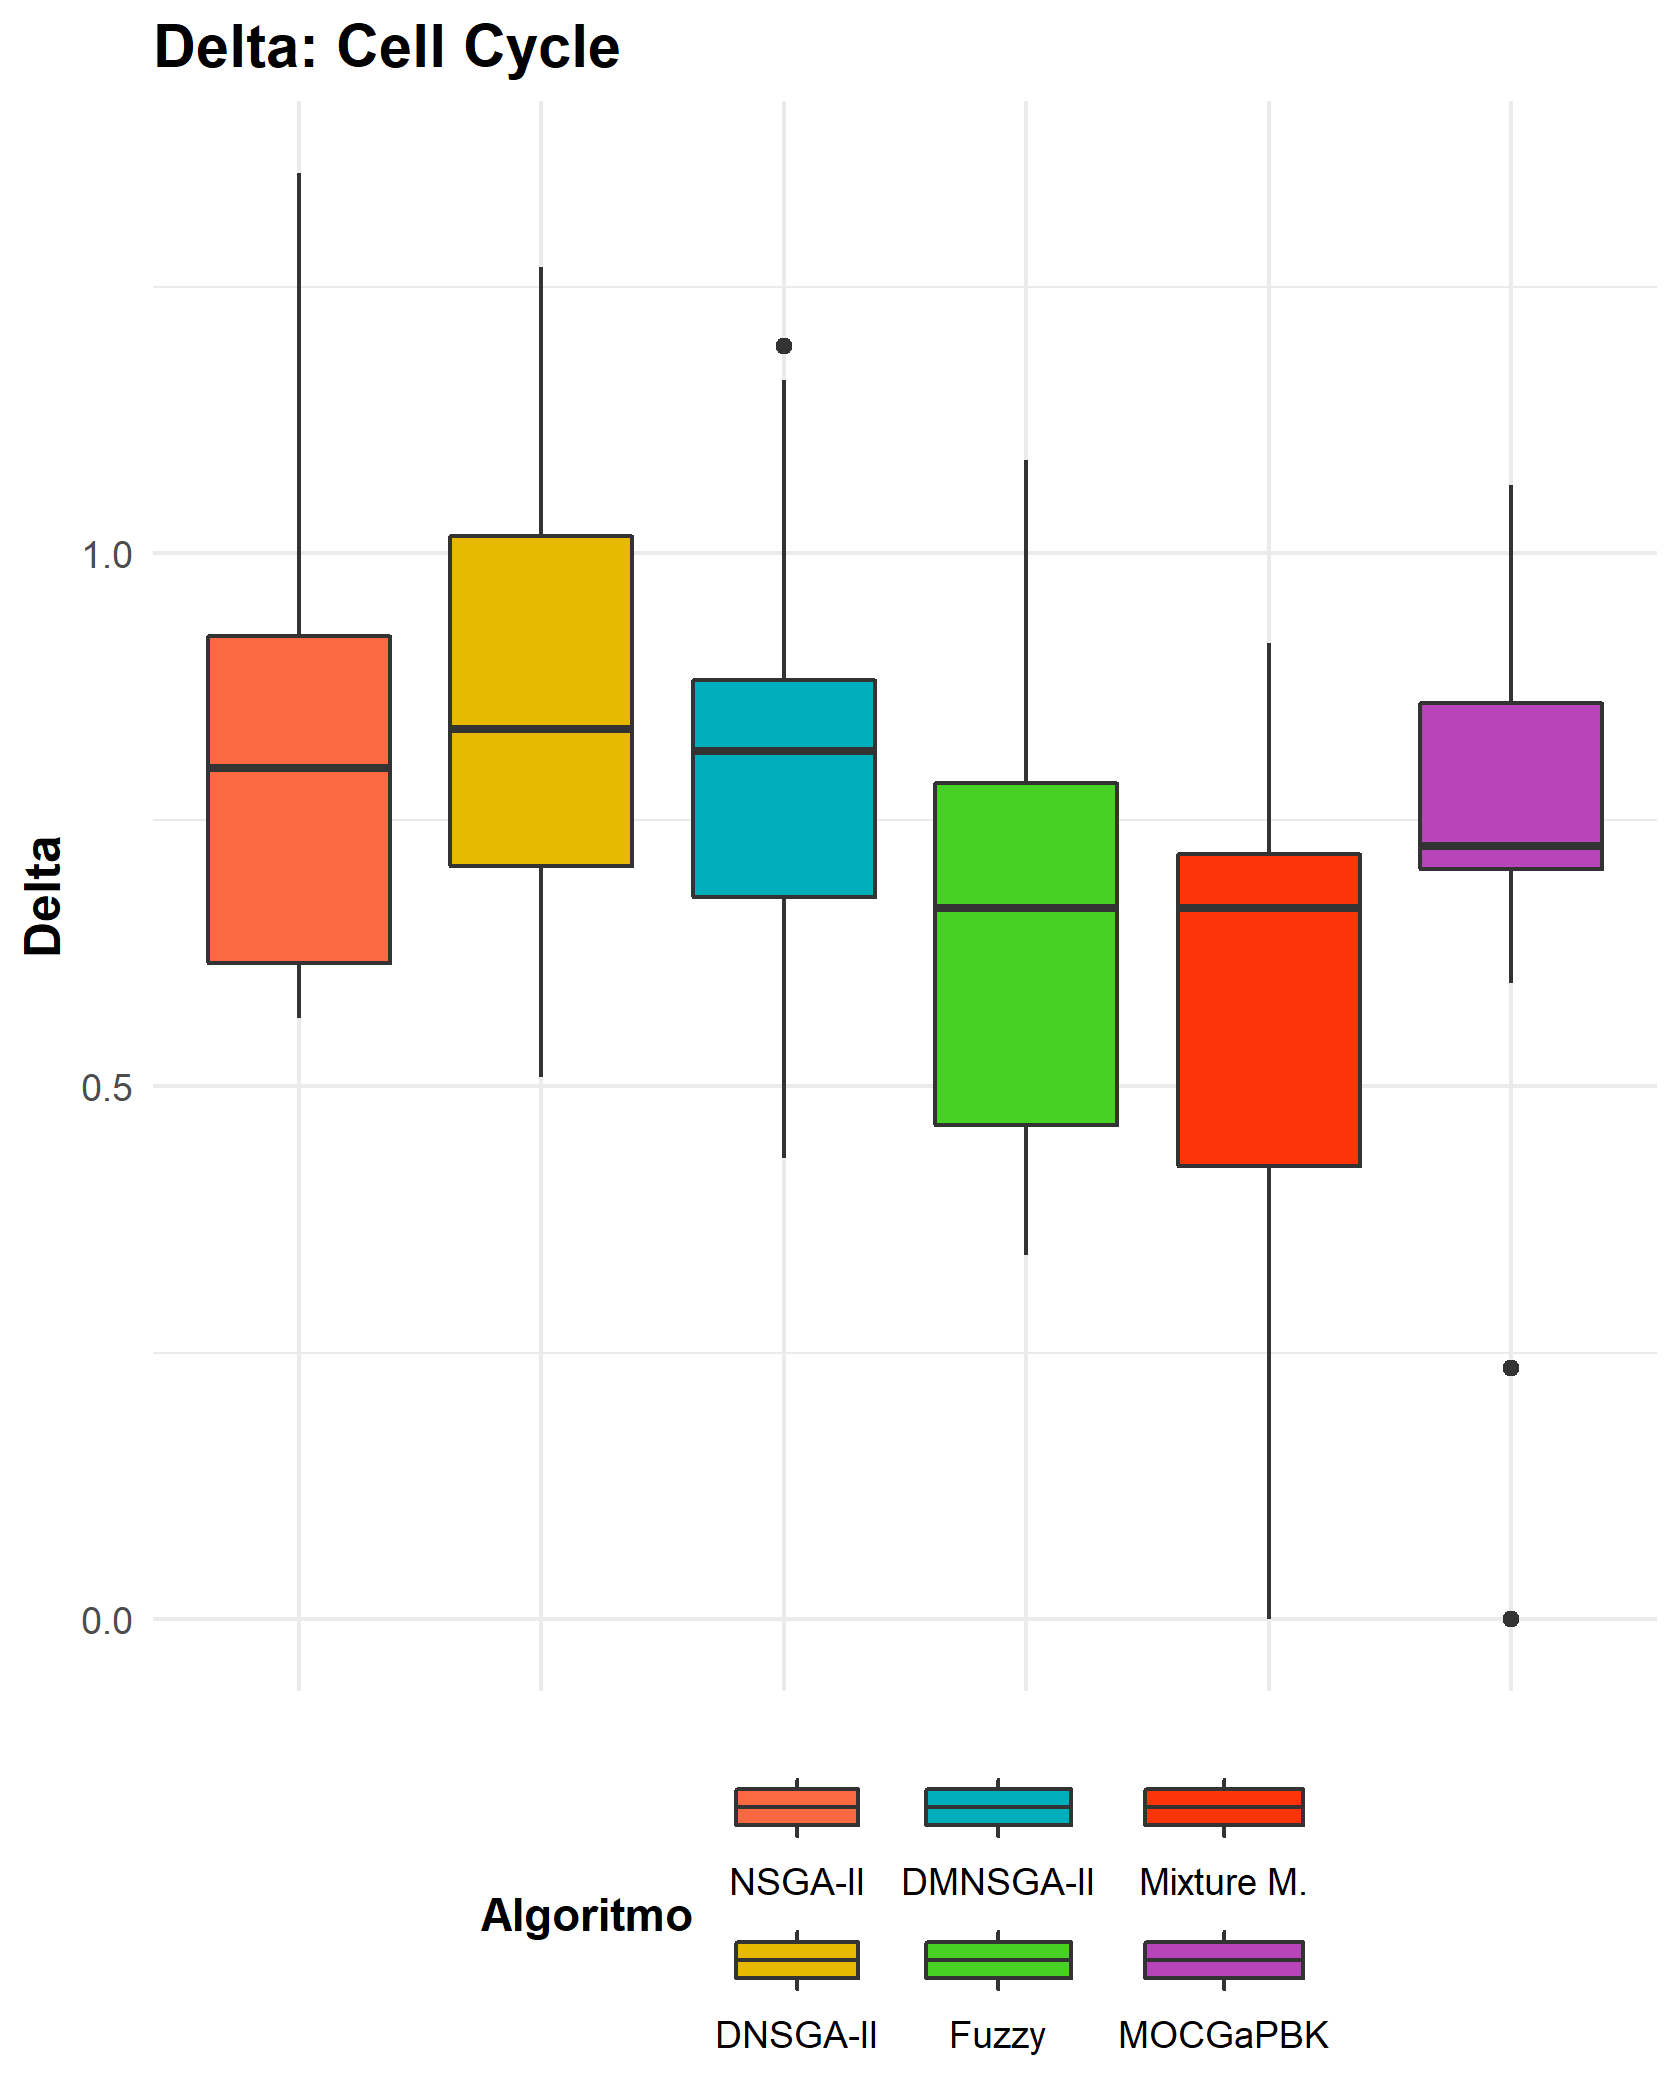 Delta: Cell Cycle
Delta
1.0
0.5
0.0
Algoritmo
NSGA-II DMNSGA-II Mixture M.
DNSGA-II Fuzzy MOCGaPBK